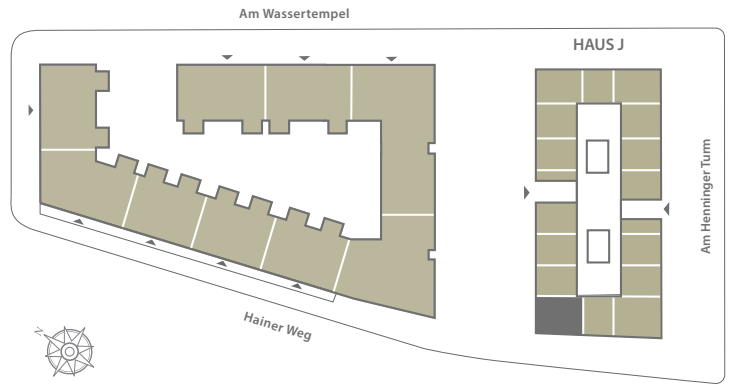 Am Wassertempel
HAUS J
Am Henninger Turm
Hainer Weg
N